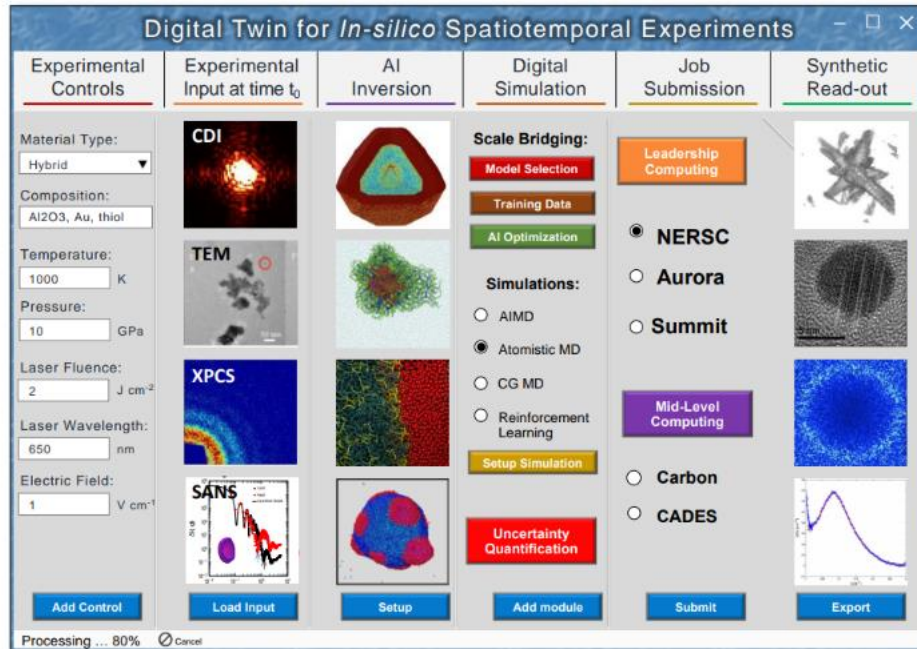 Digital Twin for In-silico Spatiotemporal Experiments
Experimental
Controls
Experimental
Input at time t0
AI
Inversion
Digital
Simulation
Job
Submission
Synthetic
Read-out
Material Type:
Hybrid
Composition:
Al2O3, Au, thiol
Temperature:
1000 K
Pressure:
10 GPa
Laser Fluence:
2 J cm-2
Laser Wavelength:
650 nm
Electric Field:
1 V cm-1
Add Control
CDI
TEM
XPCS
SANS
Load Input
Setup
Scale Bridging:
Model Selection
Training Data
AI Optimization
Simulations:
AIMD
Atomistic MD
CG MD
Reinforcement
Learning
Setup Simulation
Uncertainty
Quantification
Add module
Leadership
Computing
NERSC
Aurora
Summit
Mid-Level
Computing
Carbon
CADES
Submit
Export
Processing ... 80%
Cancel